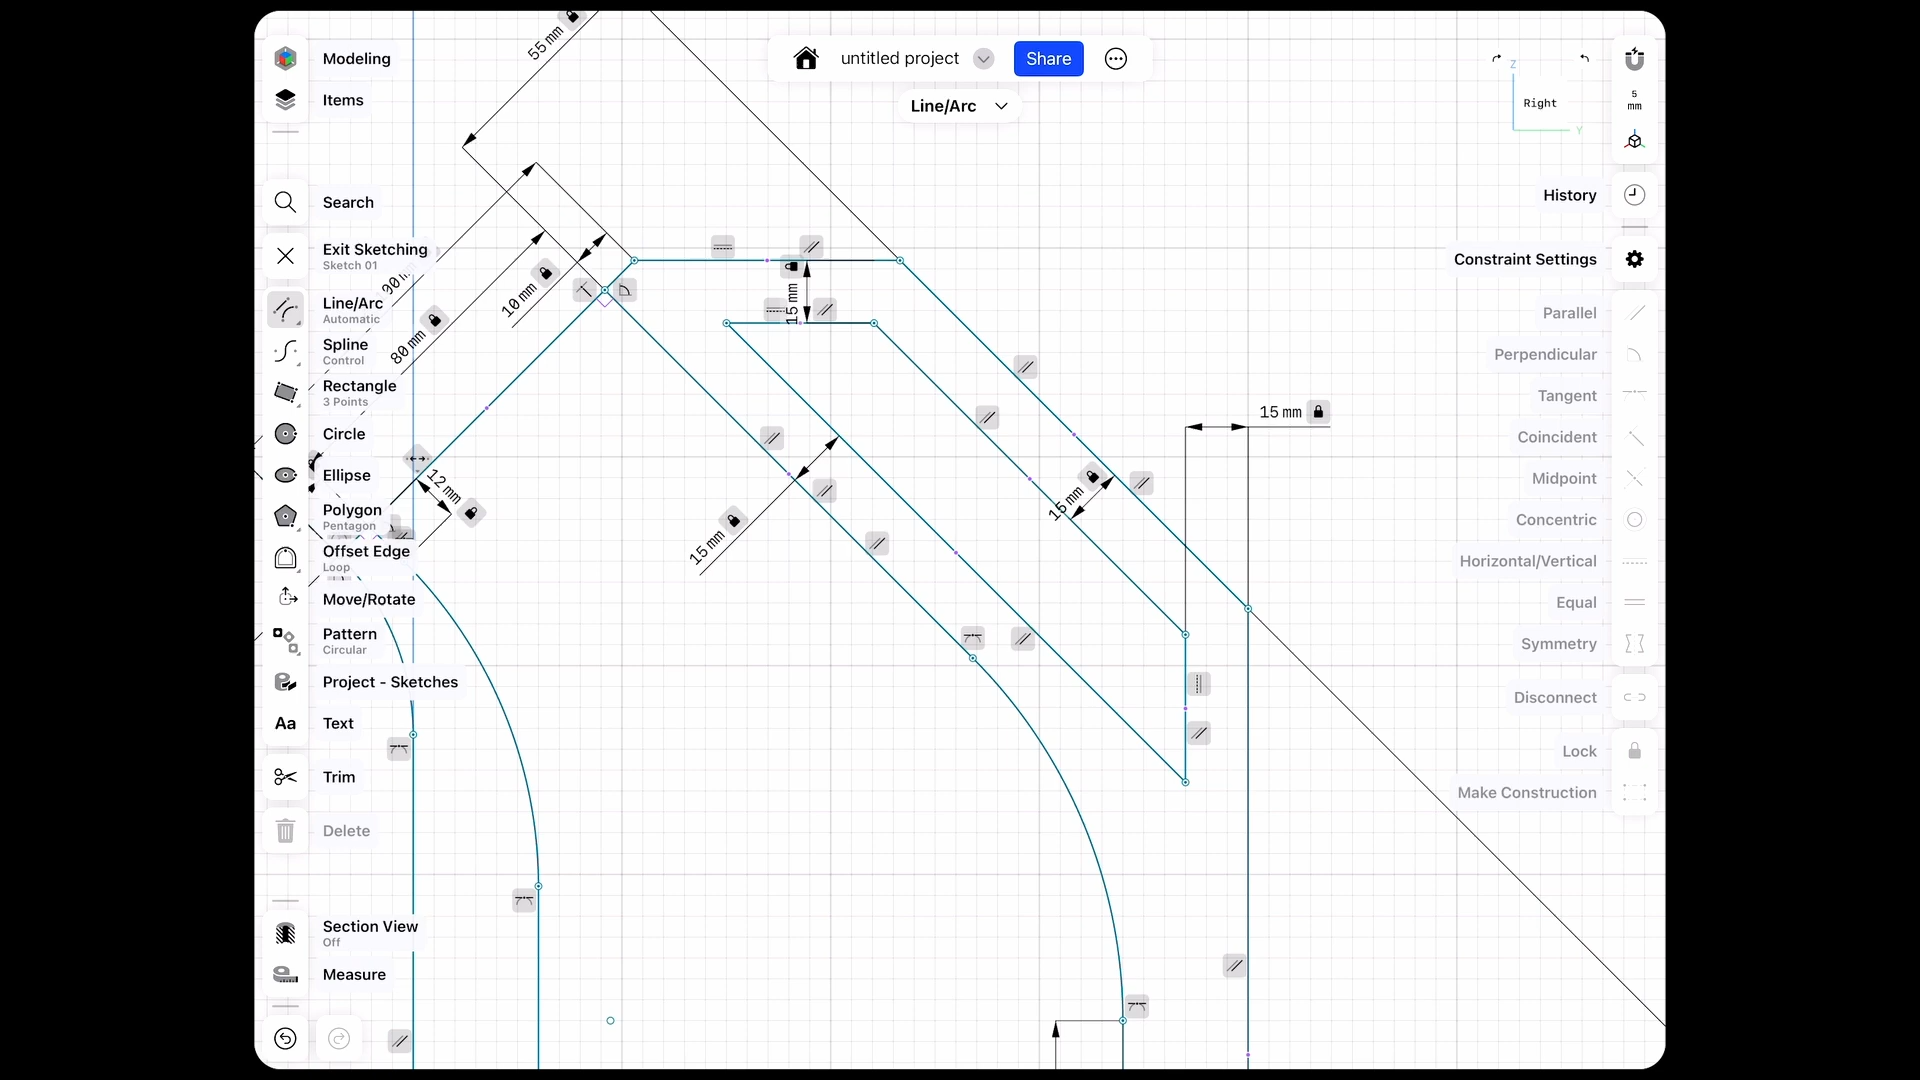 Modeling
Items
Search
Exit Sketching
Sketch 01
Line/Arc
Automatic
Spline
Control
Rectangle
3 Points
Circle
Ellipse
Polygon
Pentagon
Offset Edge
Loop
Move/Rotate
Pattern
Circular
Project - Sketches
Aa Text
Trim
Delete
Section View
Off
Measure
untitled project
Share
Line/Arc
55 mm
10 mm
80 mm
12 mm
15 mm
15 mm
15 mm
15 mm
Z
Right
Y
5
mm
History
Constraint Settings
Parallel
Perpendicular
Tangent
Coincident
Midpoint
Concentric
Horizontal/Vertical
Equal
Symmetry
Disconnect
Lock
Make Construction